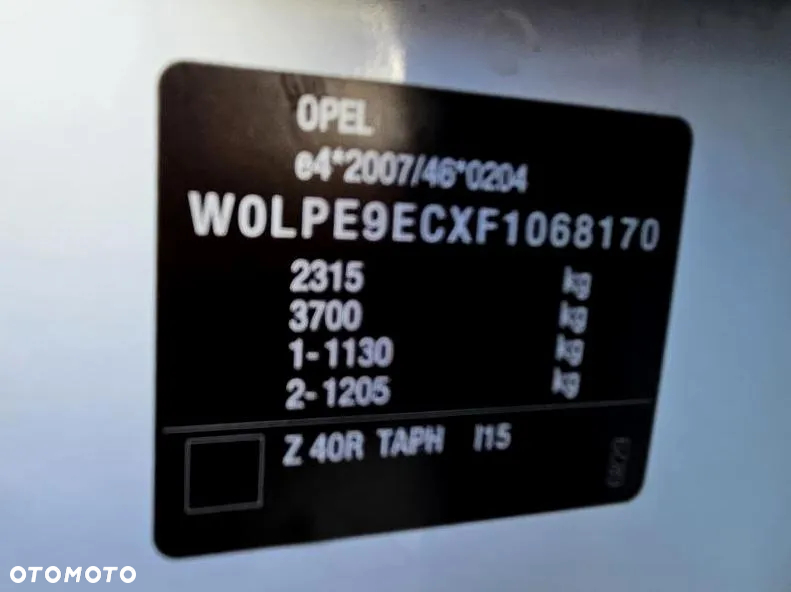 OPEL
e4*2007/46*0204
W0LPE9ECXF1068170
2315 kg
3700 kg
1-1130 kg
2-1205 kg
Z 40R TAPH I15
OTOMOTO